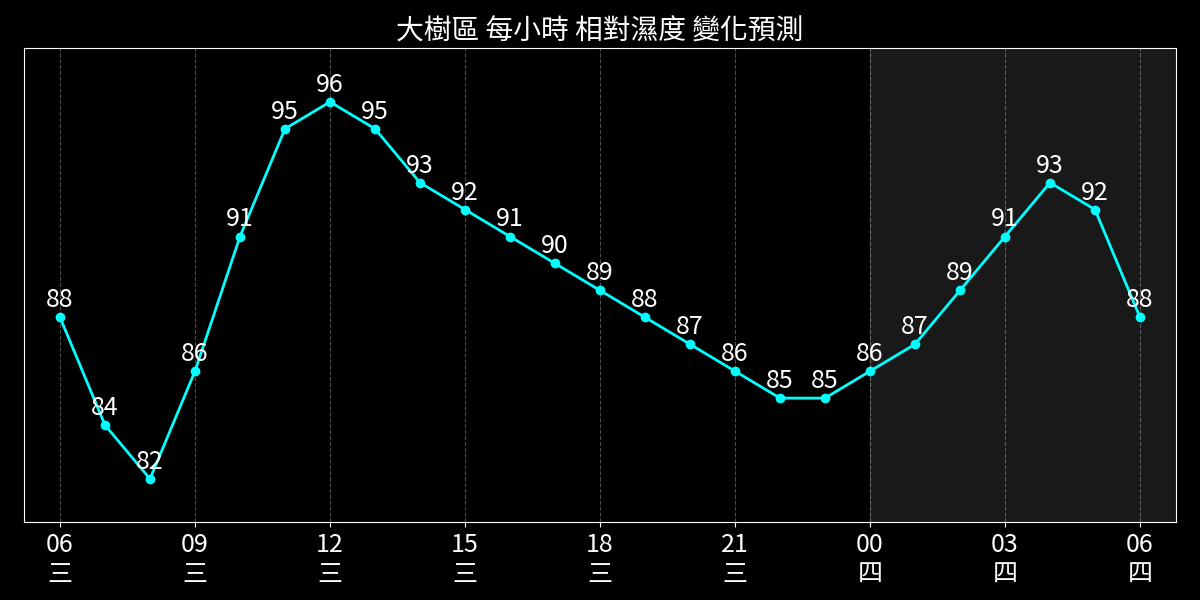 大樹區 每小時 相對濕度 變化預測
88 84 82 86 91 95 96 95 93 92 91 90 89 88 87 86 85 85 86 87 89 91 93 92 88
06 09 12 15 18 21 00 03 06
三 三 三 三 三 三 四 四 四